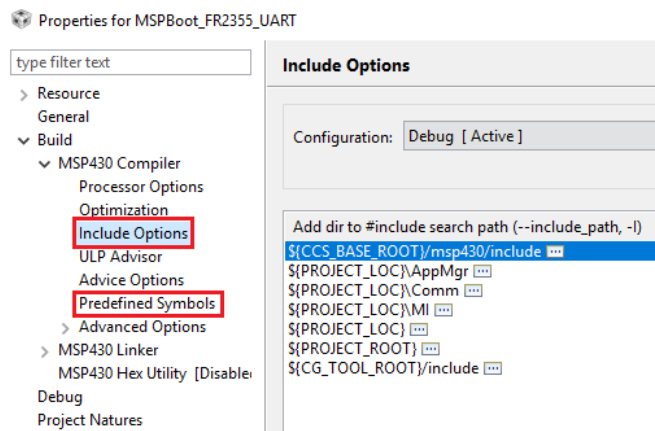 Properties for MSPBoot_FR2355_UART
type filter text
Resource
General
Build
MSP430 Compiler
Processor Options
Optimization
Include Options
ULP Advisor
Advice Options
Predefined Symbols
Advanced Options
MSP430 Linker
MSP430 Hex Utility [Disable
Debug
Project Natures
Include Options
Configuration: Debug [ Active ]
Add dir to #include search path (--include_path, -I)
${CCS_BASE_ROOT}/msp430/include
${PROJECT_LOC}\AppMgr
${PROJECT_LOC}\Comm
${PROJECT_LOC}\MI
${PROJECT_LOC}
${PROJECT_ROOT}
${CG_TOOL_ROOT}/include